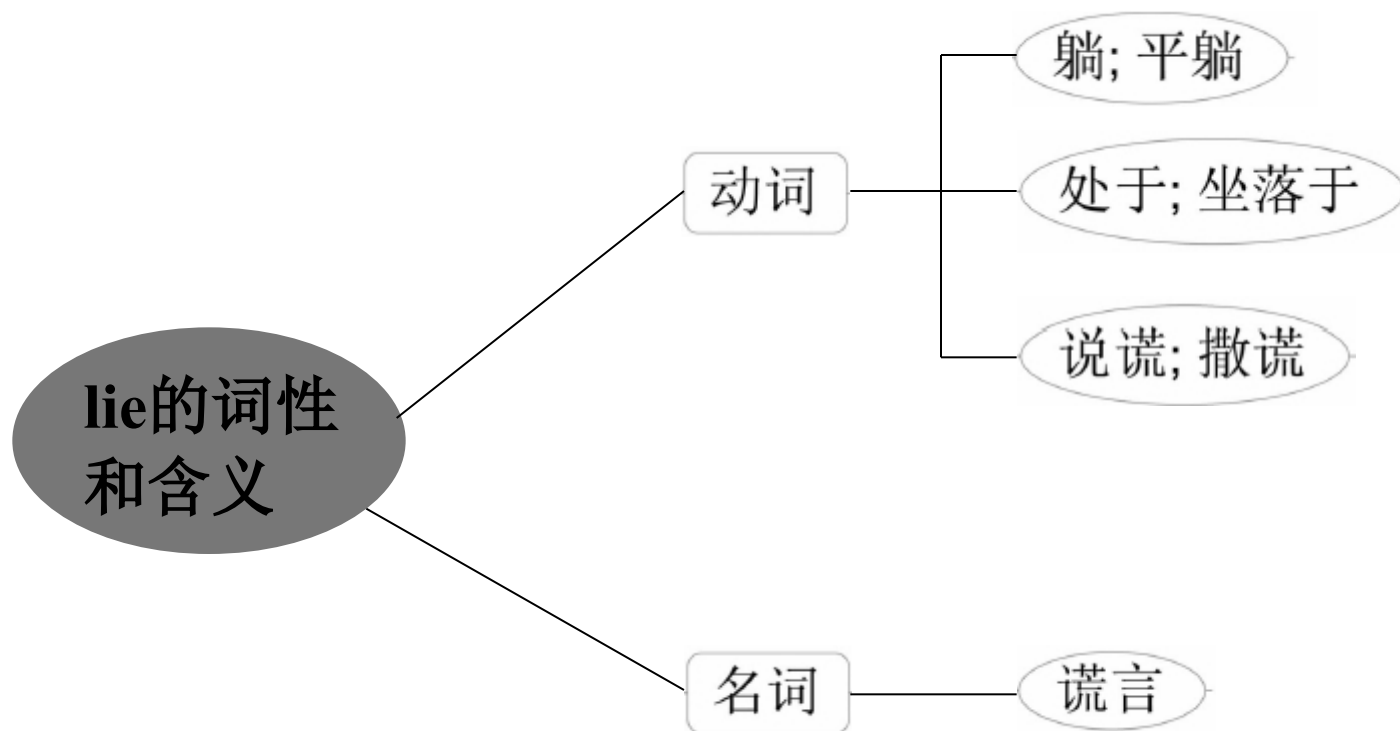 躺; 平躺
动词
处于; 坐落于
说谎; 撒谎
lie的词性
和含义
名词
谎言